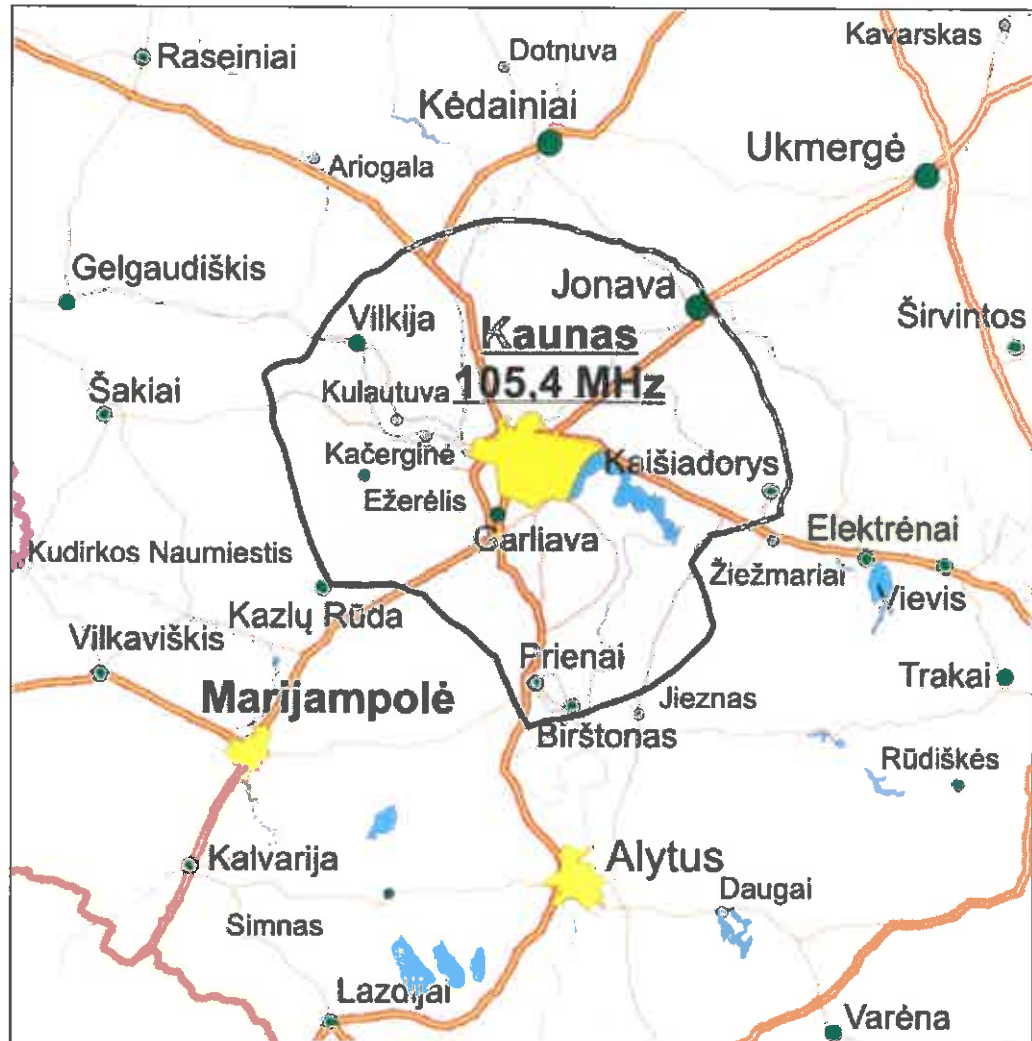 Kavarskas
Dotnuva
Raseiniai
Kėdainiai
Ukmergė
Ariogala
Gelgaudiškis
Jonava
Širvintos
Vilkija
Kaunas
105,4 MHz
Kulautuva
Šakiai
Kačerginė
Kaišiadorys
Ežerėlis
Elektrėnai
Garliava
Kudirkos Naumiestis
Žiežmariai
Vievis
Kazlų Rūda
Vilkaviškis
Prienai
Trakai
Marijampolė
Jieznas
Birštonas
Rūdiškės
Kalvarija
Alytus
Daugai
Simnas
Lazdijai
Varėna